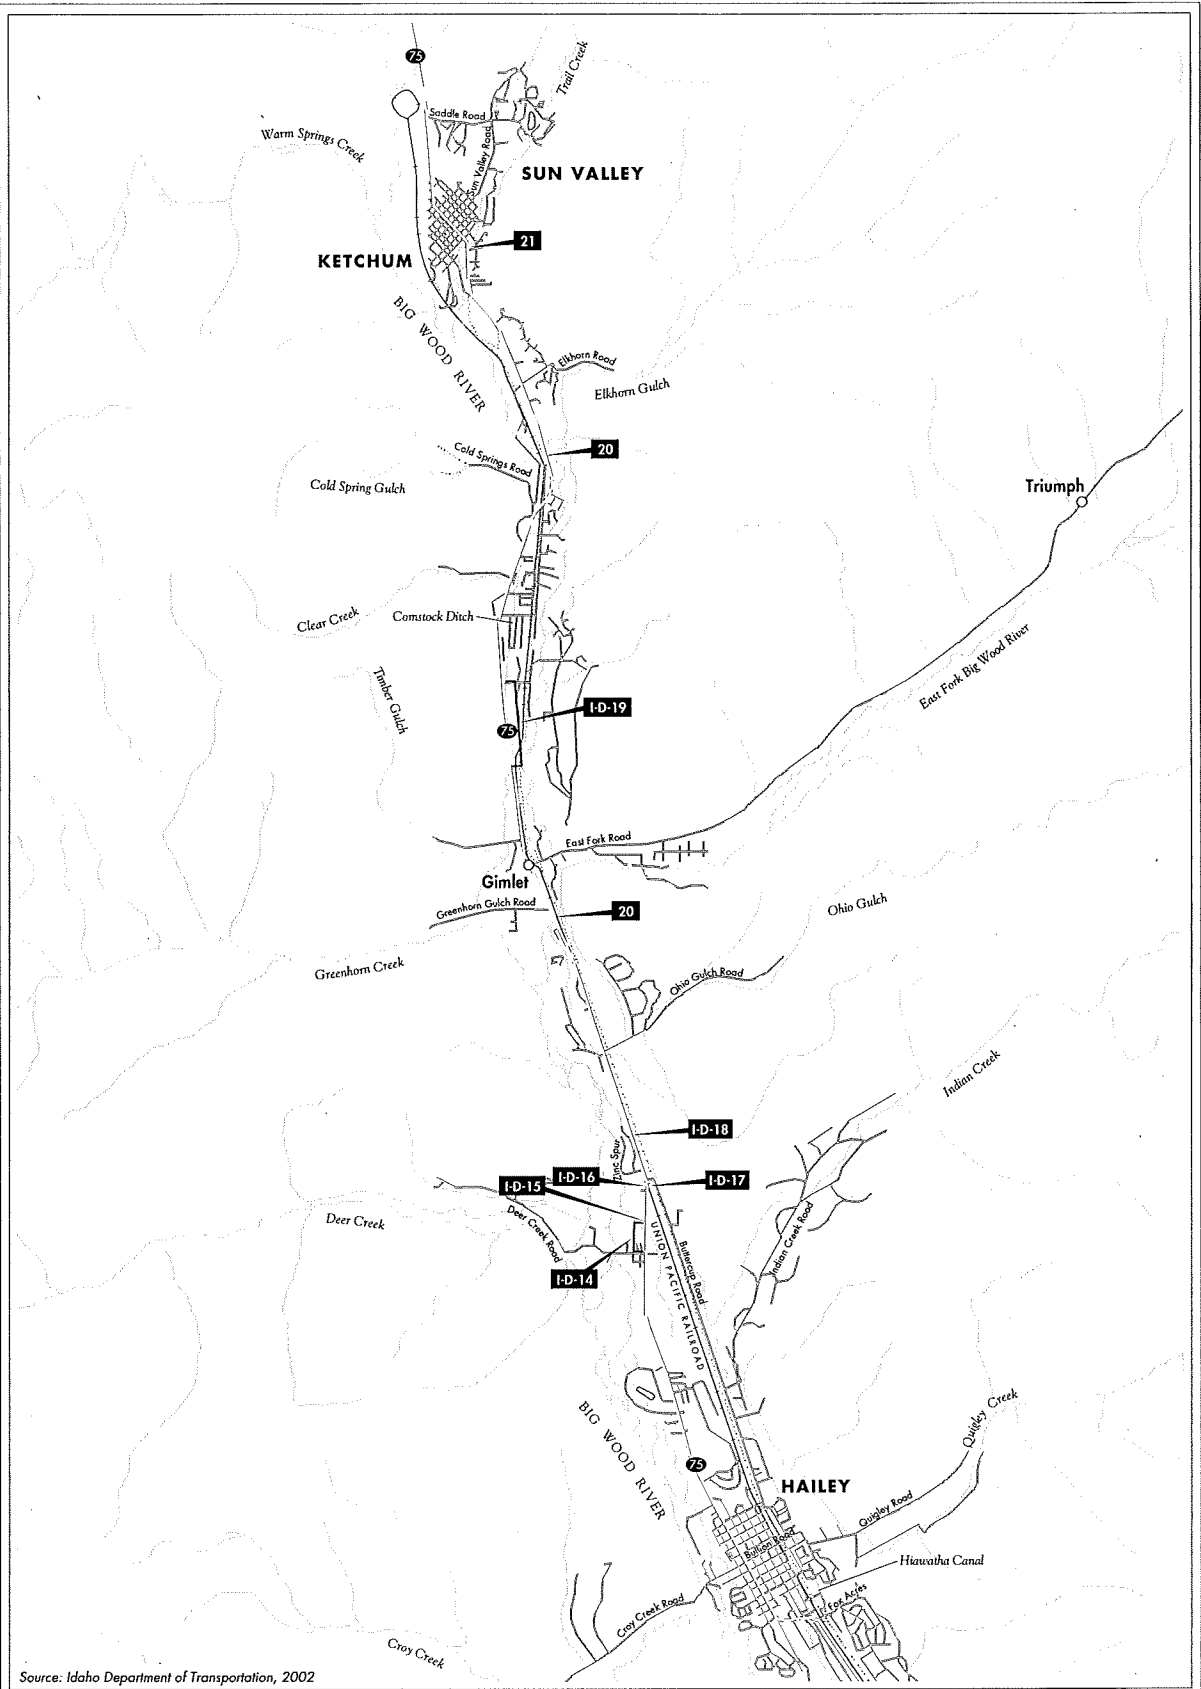 75
Trail Creek
Saddle Road
Warm Springs Creek
Sun Valley Road
SUN VALLEY
21
KETCHUM
BIG WOOD RIVER
Elkhorn Road
Elkhorn Gulch
20
Cold Springs Road
Cold Spring Gulch
Triumph
Clear Creek
Comstock Ditch
East Fork Big Wood River
Timber Gulch
I-D-19
75
East Fork Road
Gimlet
Greenhorn Gulch Road
20
Ohio Gulch
Greenhorn Creek
Ohio Gulch Road
Indian Creek
I-D-18
Zinc Spur
I-D-16
I-D-17
I-D-15
Deer Creek
Deer Creek Road
UNION PACIFIC RAILROAD
Buttercup Road
Indian Creek Road
I-D-14
BIG WOOD RIVER
Quigley Creek
75
HAILEY
Quigley Road
Bullion Road
Hiawatha Canal
Fox Acres
Croy Creek Road
Croy Creek
Source: Idaho Department of Transportation, 2002